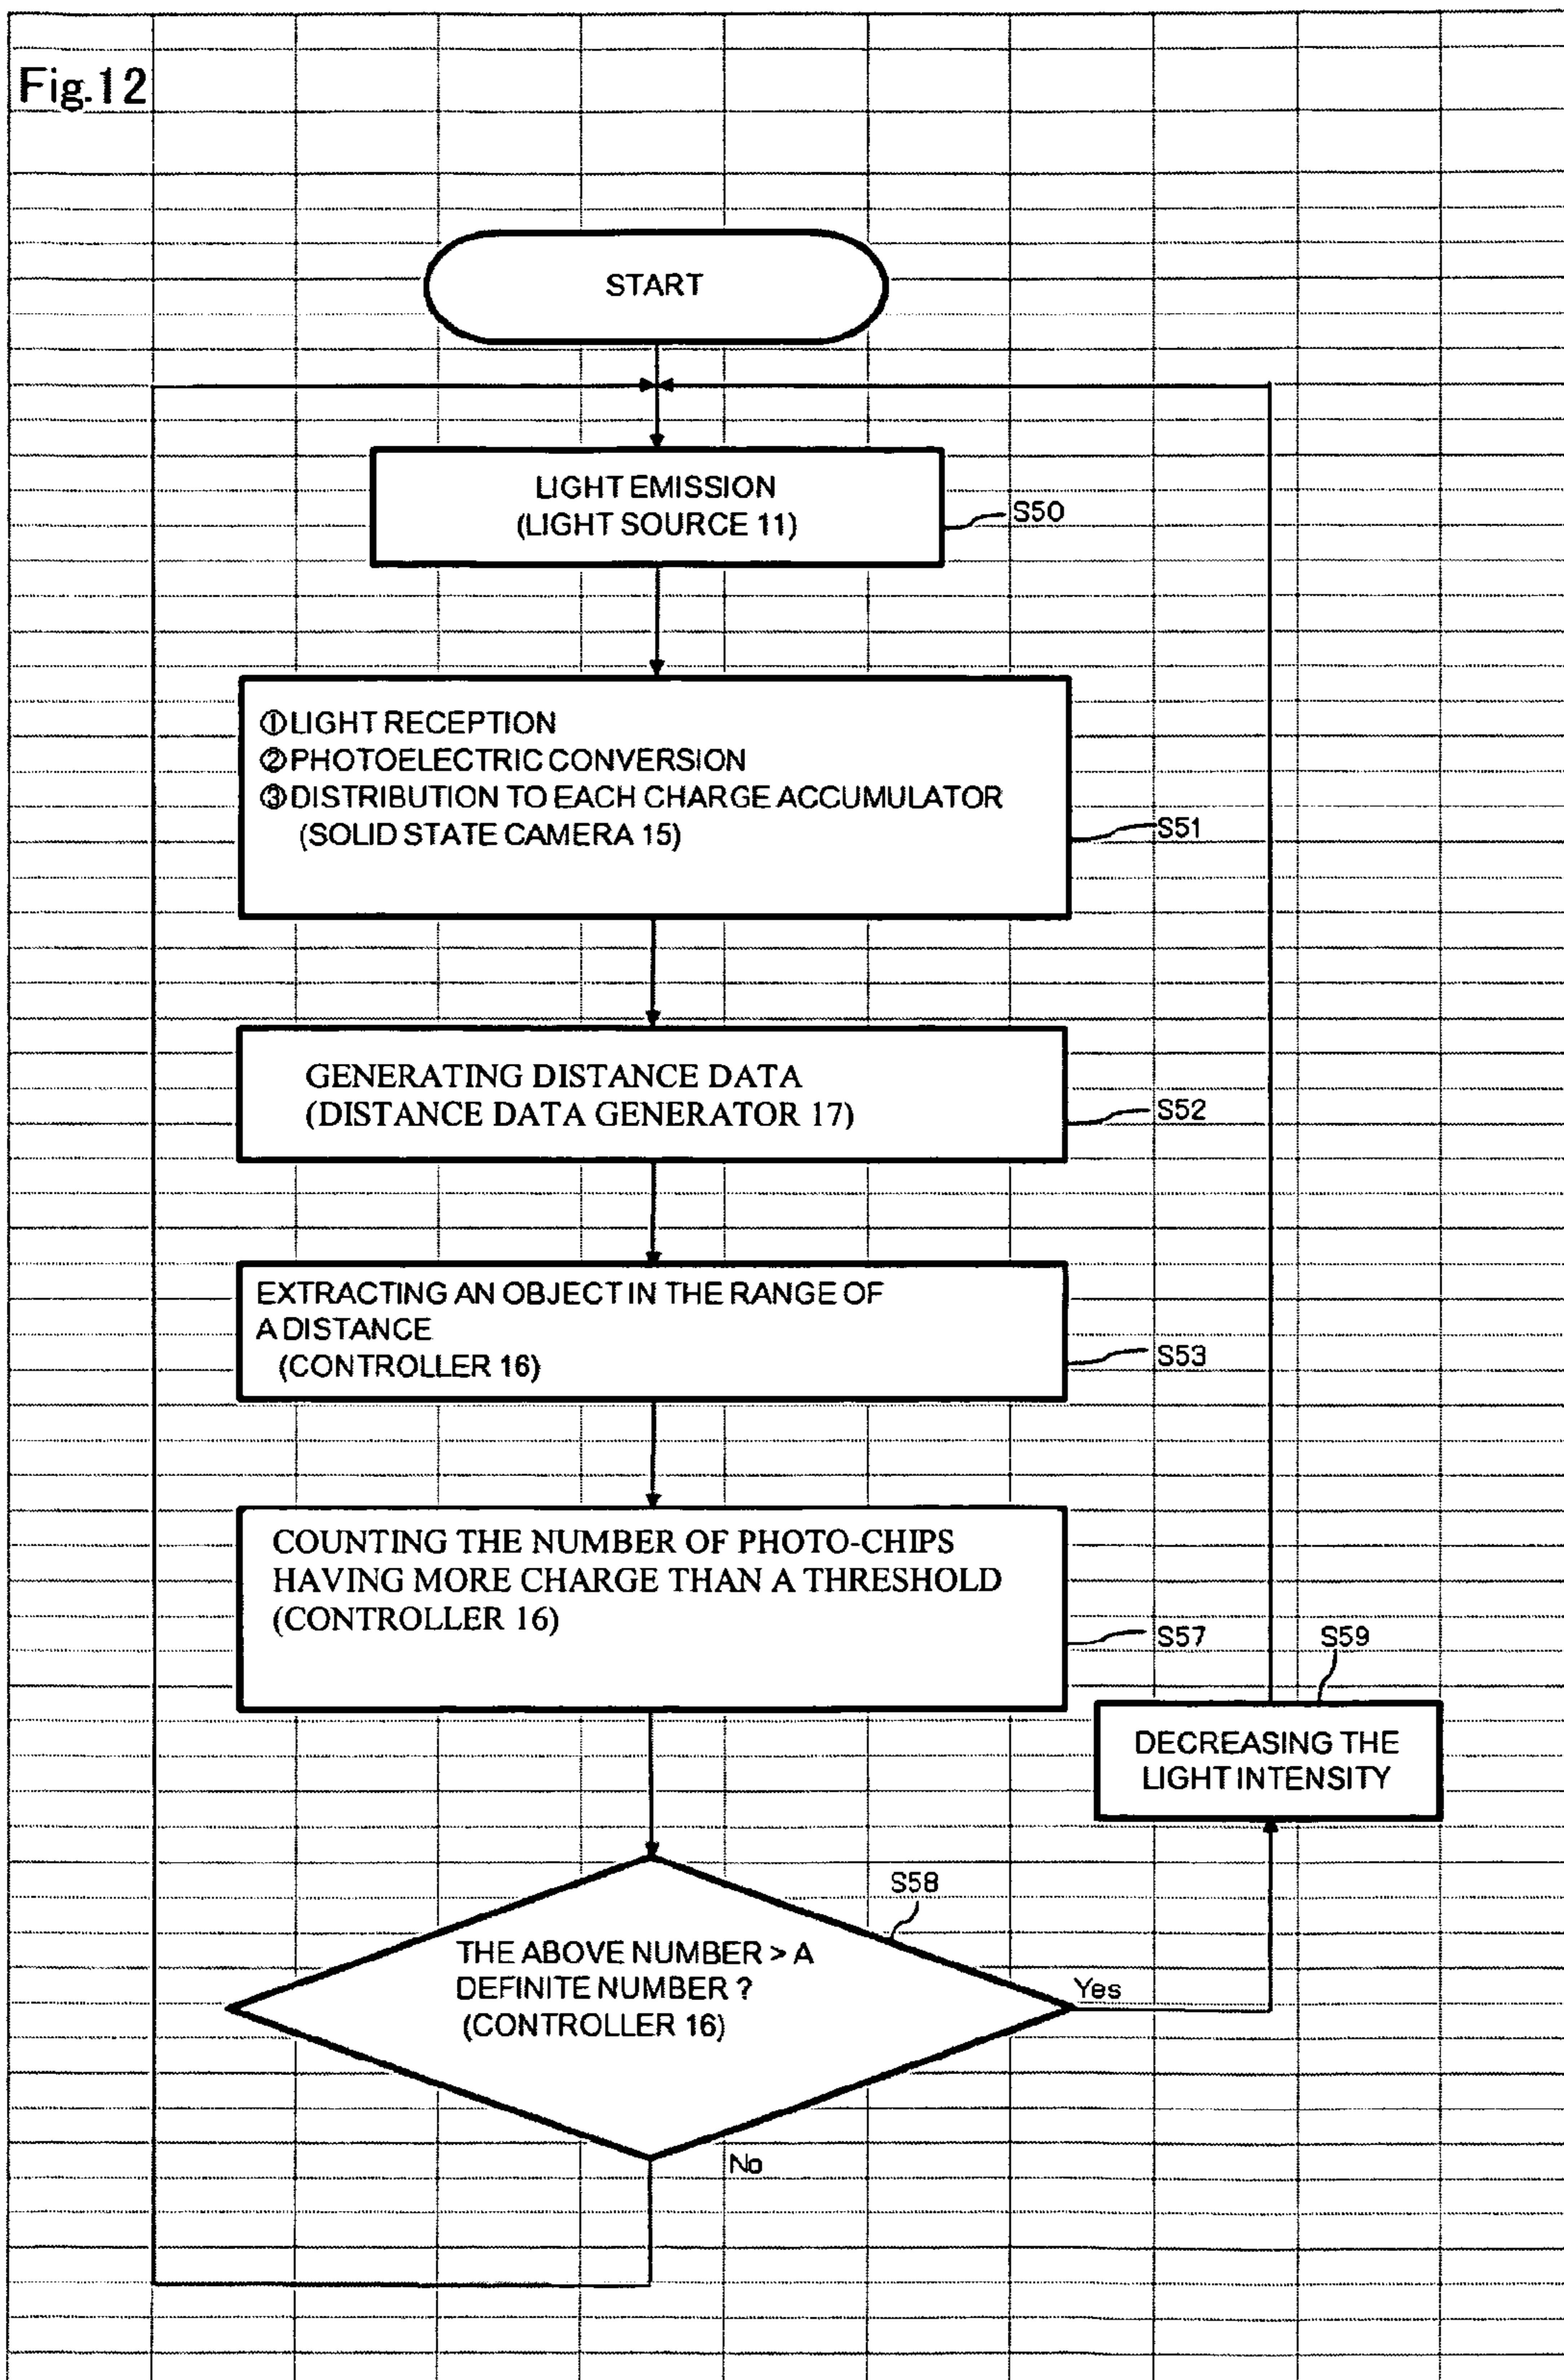 Fig.12
START
LIGHT EMISSION
(LIGHT SOURCE 11)
S50
①LIGHT RECEPTION
②PHOTOELECTRIC CONVERSION
③DISTRIBUTION TO EACH CHARGE ACCUMULATOR
(SOLID STATE CAMERA 15)
S51
GENERATING DISTANCE DATA
(DISTANCE DATA GENERATOR 17)
S52
EXTRACTING AN OBJECT IN THE RANGE OF
A DISTANCE
(CONTROLLER 16)
S53
COUNTING THE NUMBER OF PHOTO-CHIPS
HAVING MORE CHARGE THAN A THRESHOLD
(CONTROLLER 16)
S57
S59
DECREASING THE
LIGHT INTENSITY
S58
THE ABOVE NUMBER > A
DEFINITE NUMBER ?
(CONTROLLER 16)
Yes
No